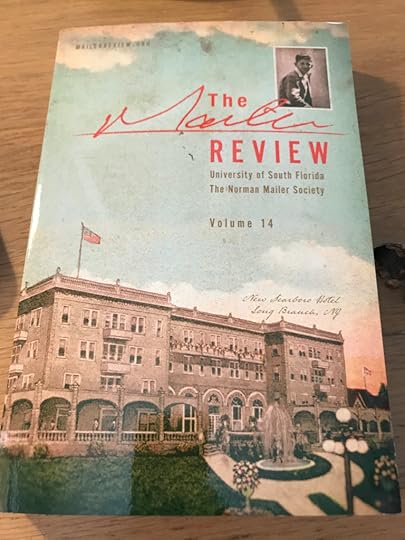 MAILERREVIEW.ORG
The
Mailer
REVIEW
University of South Florida
The Norman Mailer Society
Volume 14
New Scarboro Hotel
Long Branch, NJ